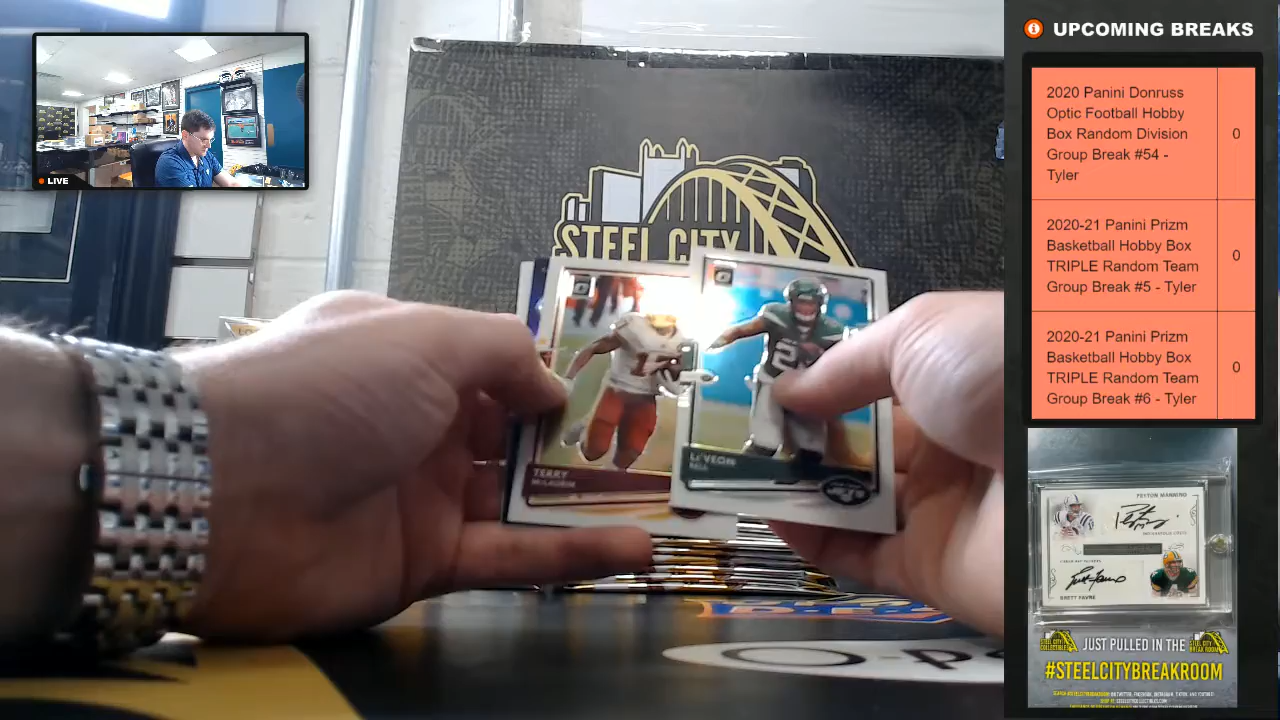 UPCOMING BREAKS
2020 Panini Donruss
Optic Football Hobby
Box Random Division
Group Break #54 -
Tyler
0
2020-21 Panini Prizm
Basketball Hobby Box
TRIPLE Random Team
Group Break #5 - Tyler
0
2020-21 Panini Prizm
Basketball Hobby Box
TRIPLE Random Team
Group Break #6 - Tyler
0
LIVE
STEEL CITY
TERRY
McLAURIN
LE'VEON
BELL
PEYTON MANNING
BRETT FAVRE
JUST PULLED IN THE
#STEELCITYBREAKROOM